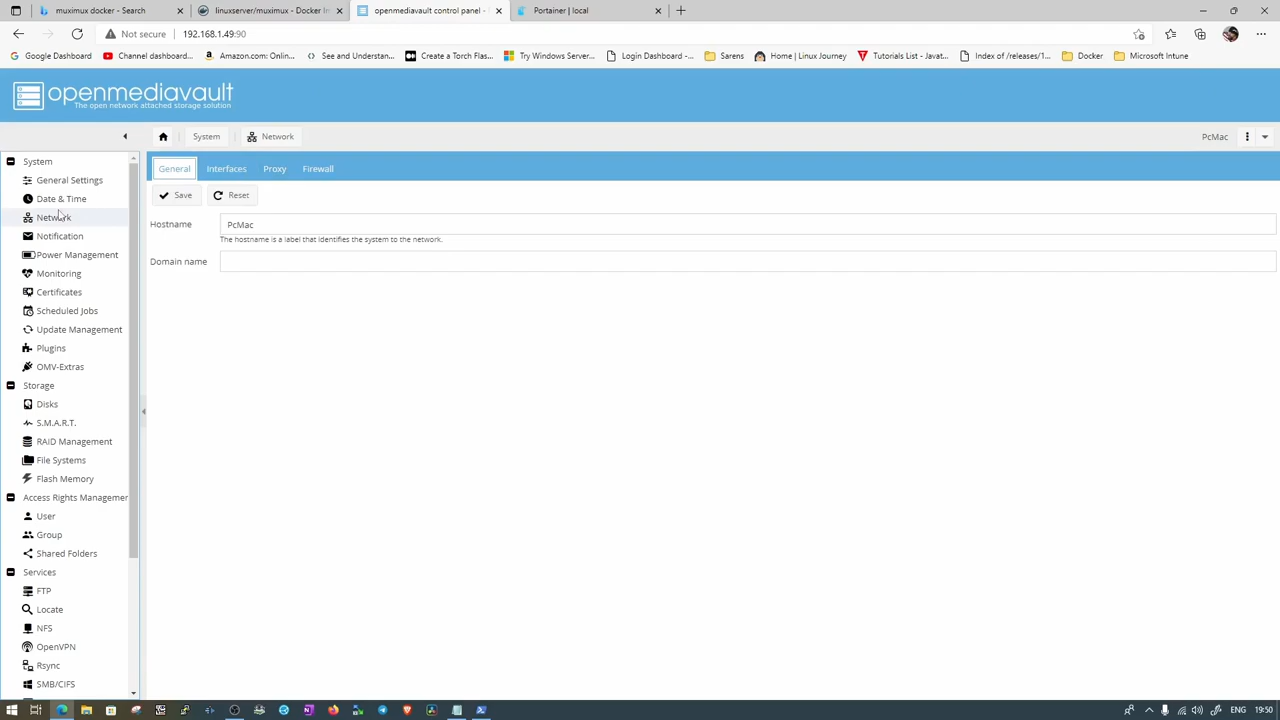 muximux docker - Search
linuxserver/muximux - Docker Im
openmediavault control panel -
Portainer | local
Not secure
192.168.1.49:90
Google Dashboard
Channel dashboard...
Amazon.com: Onlin...
See and Understan...
Create a Torch Flas...
Try Windows Server...
Login Dashboard -...
Sarens
Home | Linux Journey
Tutorials List - Javat...
Index of /releases/1...
Docker
Microsoft Intune
openmediavault
The open network attached storage solution
System
Network
PcMac
System
General Settings
Date & Time
Network
Notification
Power Management
Monitoring
Certificates
Scheduled Jobs
Update Management
Plugins
OMV-Extras
Storage
Disks
S.M.A.R.T.
RAID Management
File Systems
Flash Memory
Access Rights Managemen
User
Group
Shared Folders
Services
FTP
Locate
NFS
OpenVPN
Rsync
SMB/CIFS
General
Interfaces
Proxy
Firewall
Save
Reset
Hostname
PcMac
The hostname is a label that identifies the system to the network.
Domain name
ENG
19:50